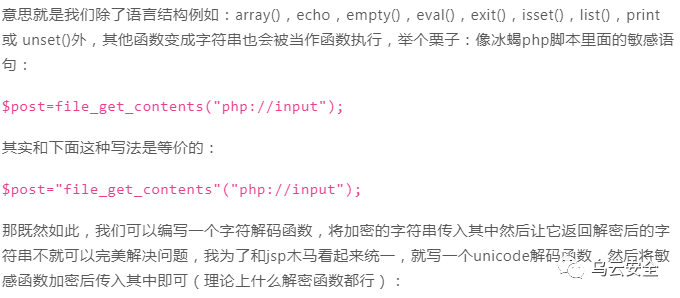 意思就是我们除了语言结构例如：array()，echo，empty()，eval()，exit()，isset()，list()，print
或 unset()外，其他函数变成字符串也会被当作函数执行，举个栗子：像冰蝎php脚本里面的敏感语
句：
$post=file_get_contents("php://input");
其实和下面这种写法是等价的：
$post="file_get_contents"("php://input");
那既然如此，我们可以编写一个字符解码函数，将加密的字符串传入其中然后让它返回解密后的字
符串不就可以完美解决问题，我为了和jsp木马看起来统一，就写一个unicode解码函数，然后将敏
感函数加密后传入其中即可（理论上什么解密函数都行）：
乌云安全